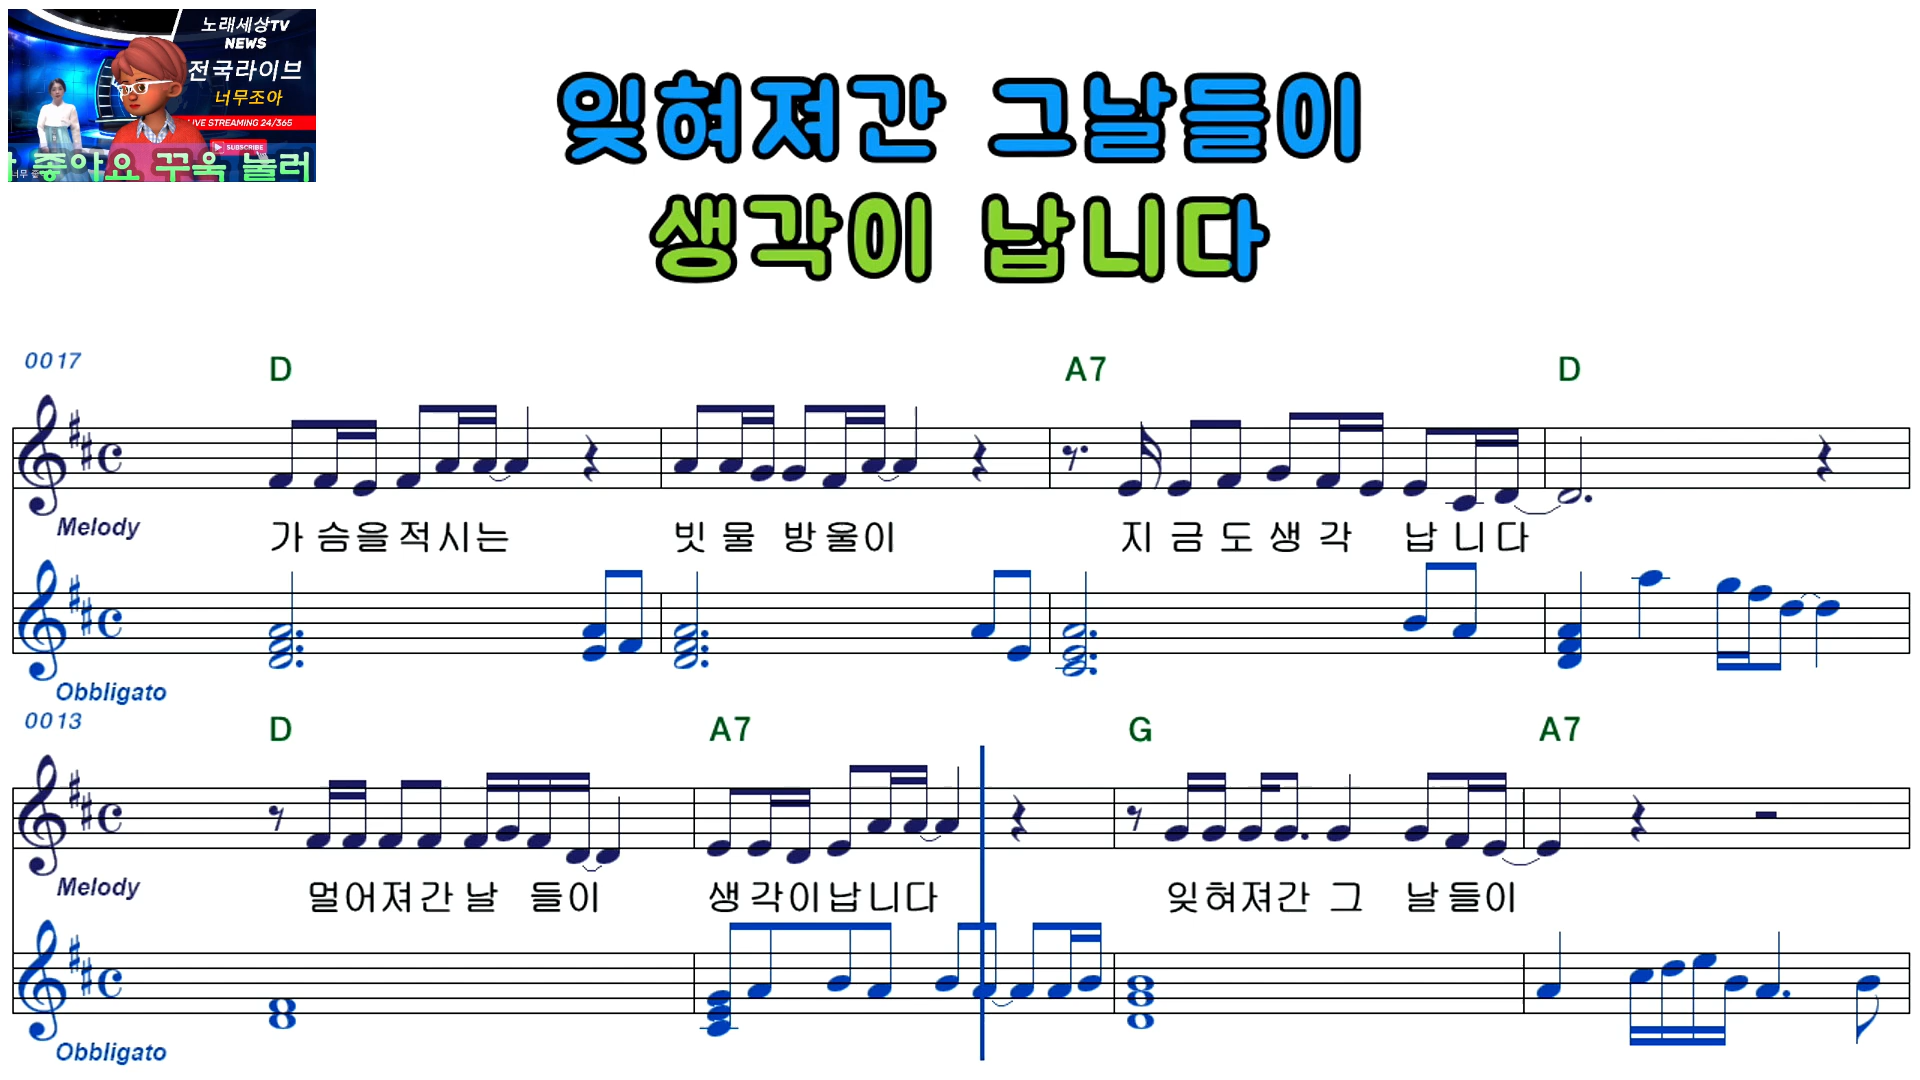 노래세상TV
NEWS
전국라이브
너무조아
LIVE STREAMING 24/365
SUBSCRIBE
좋아요 꾸욱 눌러
잊혀져간 그날들이
생각이 납니다
0017
D A7 D
Melody
가 슴을 적시는 빗 물 방울이 지 금 도 생 각 납 니 다
Obbligato
0013
D A7 G A7
Melody
멀어져간 날 들이 생 각이납니다 잊혀져간 그 날들이
Obbligato